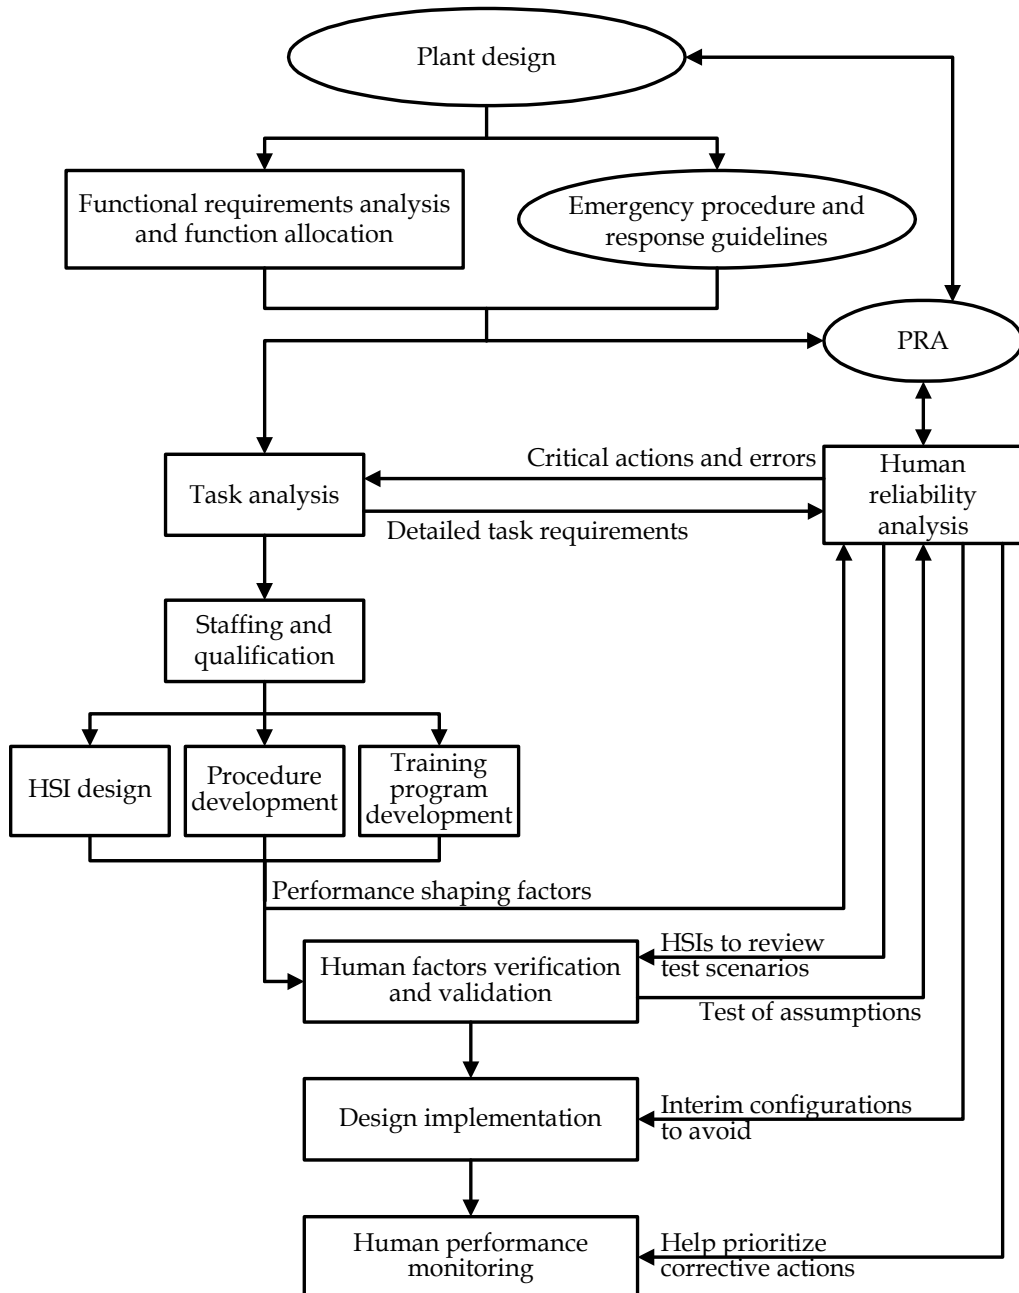 Plant design
Functional requirements analysis
and function allocation
Emergency procedure and
response guidelines
PRA
Critical actions and errors
Human
reliability
analysis
Task analysis
Detailed task requirements
Staffing and
qualification
HSI design
Procedure
development
Training
program
development
Performance shaping factors
Human factors verification
and validation
HSIs to review
test scenarios
Test of assumptions
Design implementation
Interim configurations
to avoid
Human performance
monitoring
Help prioritize
corrective actions